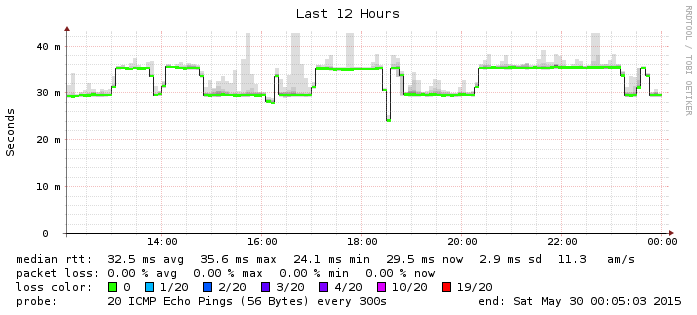 Last 12 Hours
RRDTOOL / TOBI OETIKER
Seconds
40 m
30 m
20 m
10 m
0
14:00 16:00 18:00 20:00 22:00 00:00
median rtt: 32.5 ms avg 35.6 ms max 24.1 ms min 29.5 ms now 2.9 ms sd 11.3 am/s
packet loss: 0.00 % avg 0.00 % max 0.00 % min 0.00 % now
loss color: 0 1/20 2/20 3/20 4/20 10/20 19/20
probe: 20 ICMP Echo Pings (56 Bytes) every 300s end: Sat May 30 00:05:03 2015